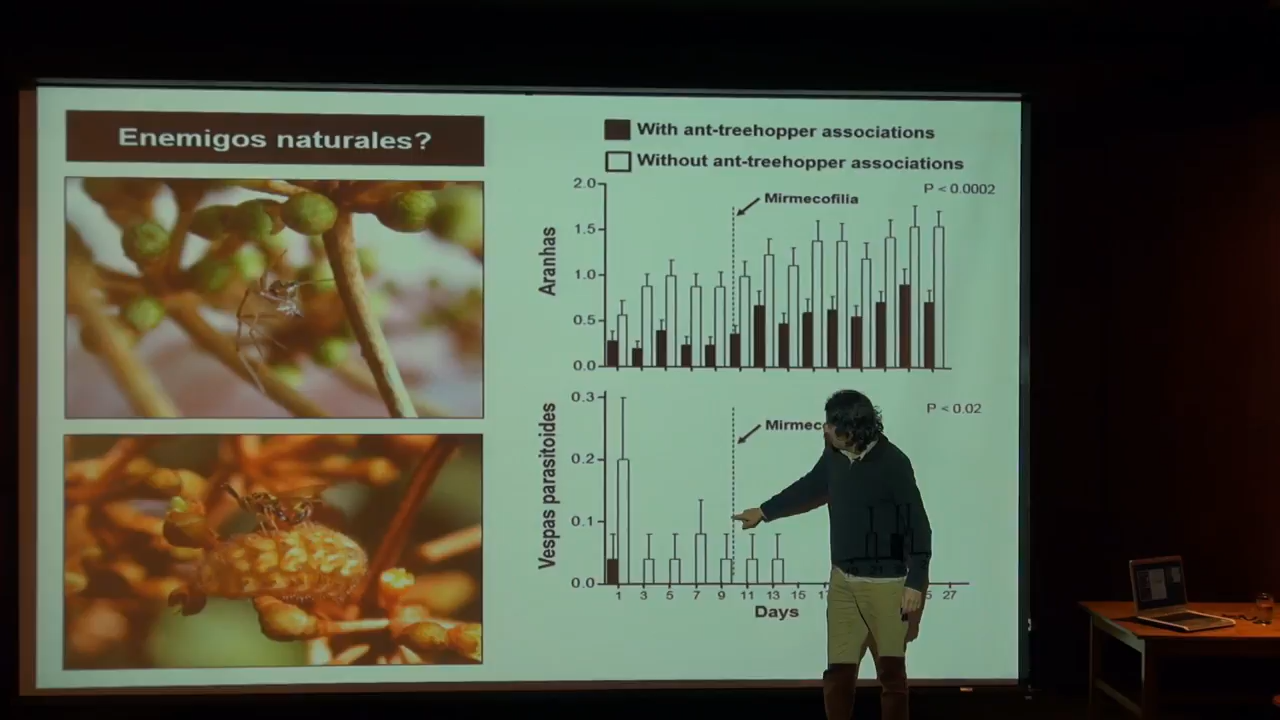 Enemigos naturales?
With ant-treehopper associations
Without ant-treehopper associations
P < 0.0002
Mirmecofilia
Aranhas
2.0
1.5
1.0
0.5
0.0
P < 0.02
Mirmec
Vespas parasitoides
0.3
0.2
0.1
0.0
1 3 5 7 9 11 13 15 27
Days